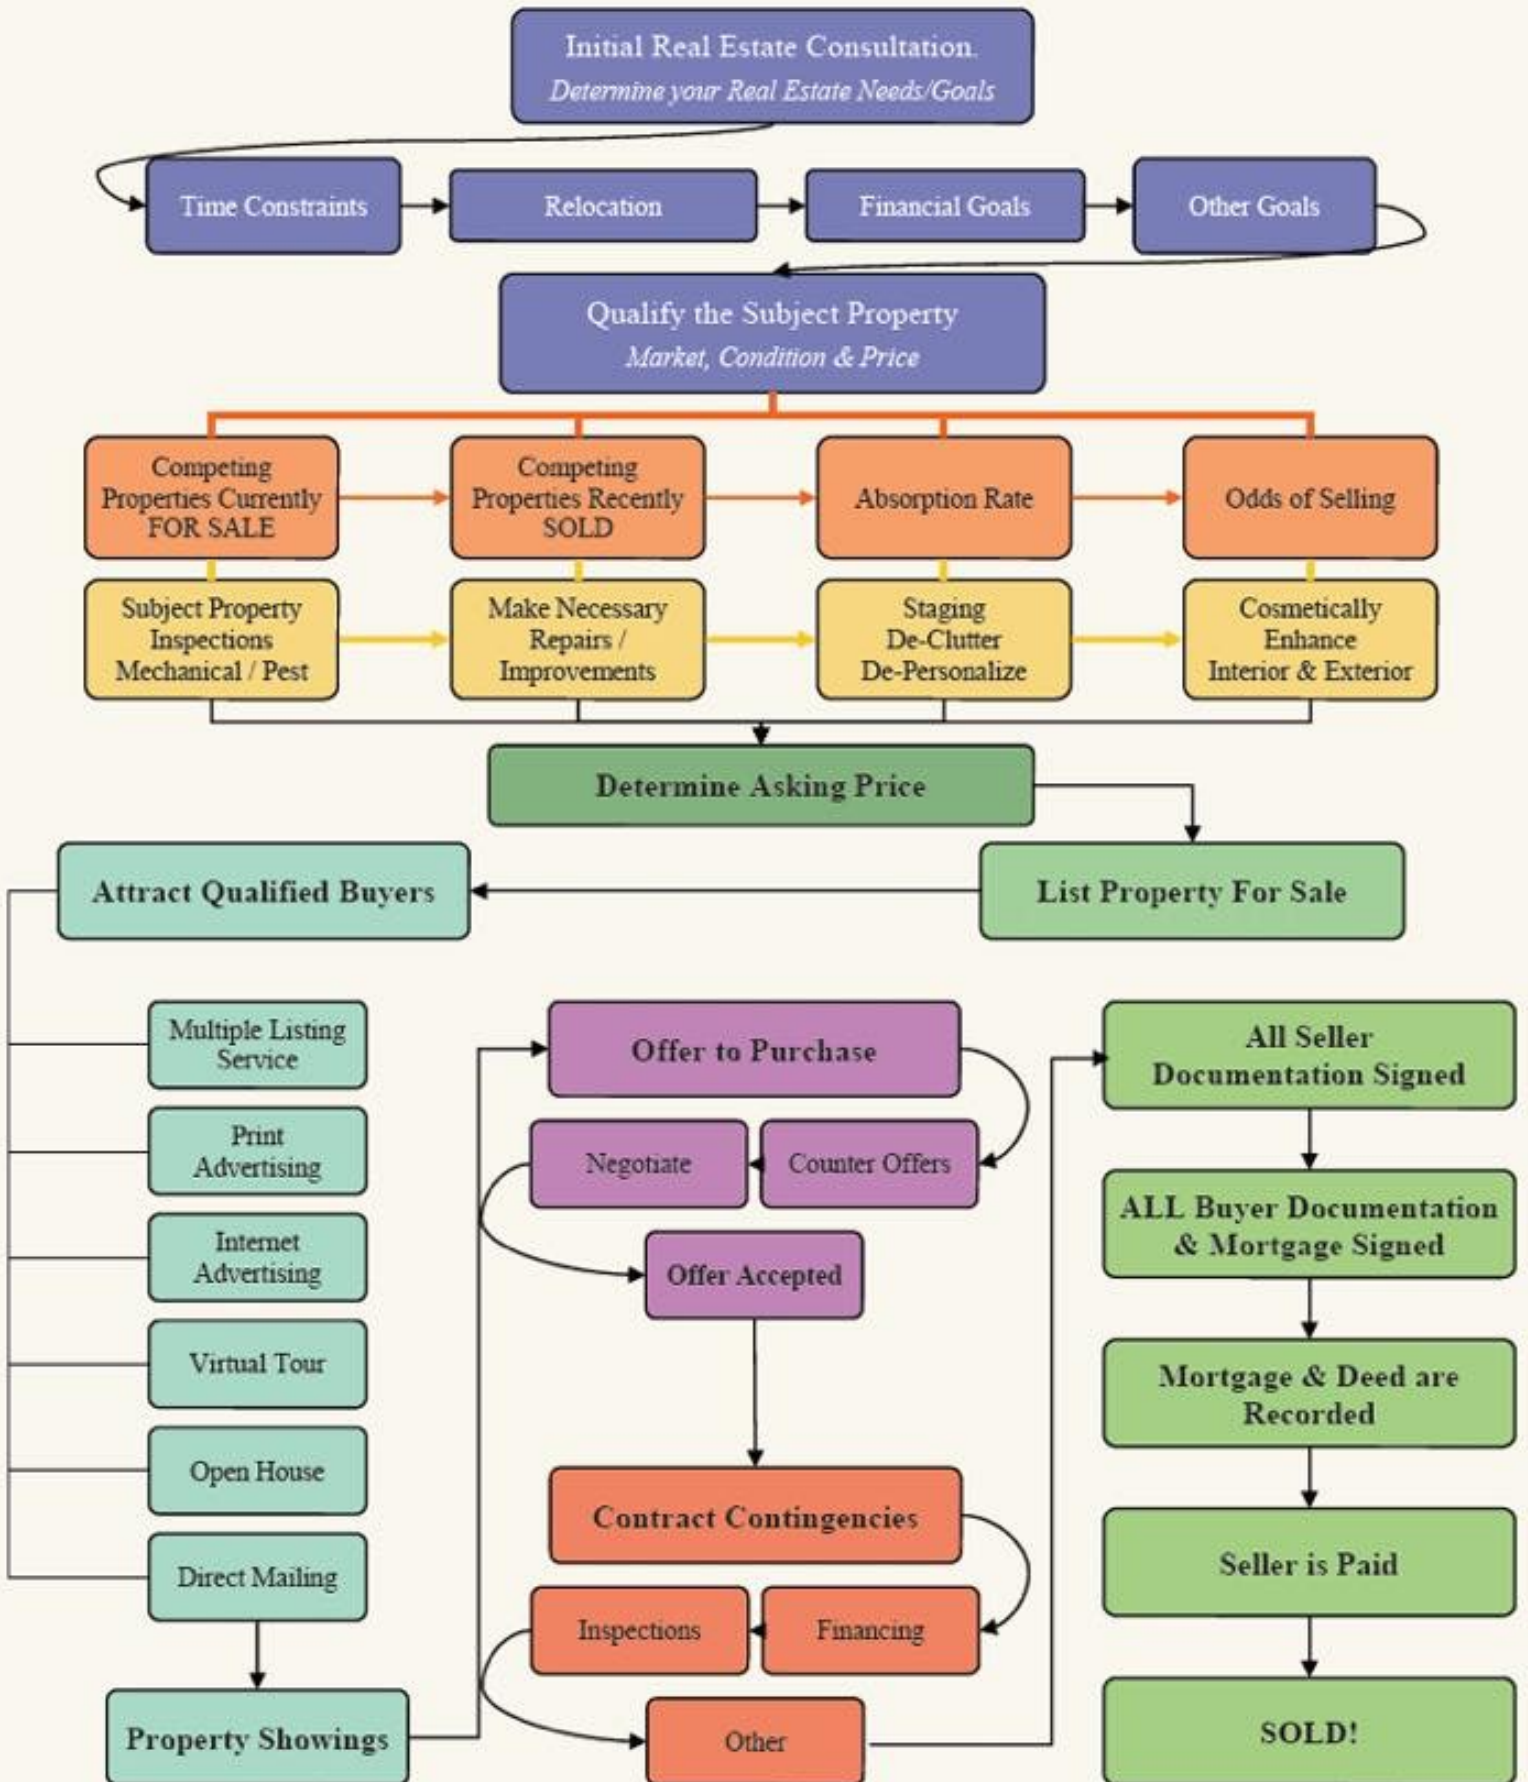 Initial Real Estate Consultation.
Determine your Real Estate Needs/Goals
Time Constraints
Relocation
Financial Goals
Other Goals
Qualify the Subject Property
Market, Condition & Price
Competing
Properties Currently
FOR SALE
Competing
Properties Recently
SOLD
Absorption Rate
Odds of Selling
Subject Property
Inspections
Mechanical / Pest
Make Necessary
Repairs /
Improvements
Staging
De-Clutter
De-Personalize
Cosmetically
Enhance
Interior & Exterior
Determine Asking Price
List Property For Sale
Attract Qualified Buyers
Multiple Listing
Service
Print
Advertising
Internet
Advertising
Virtual Tour
Open House
Direct Mailing
Property Showings
Offer to Purchase
Counter Offers
Negotiate
Offer Accepted
Contract Contingencies
Financing
Inspections
Other
All Seller
Documentation Signed
ALL Buyer Documentation
& Mortgage Signed
Mortgage & Deed are
Recorded
Seller is Paid
SOLD!